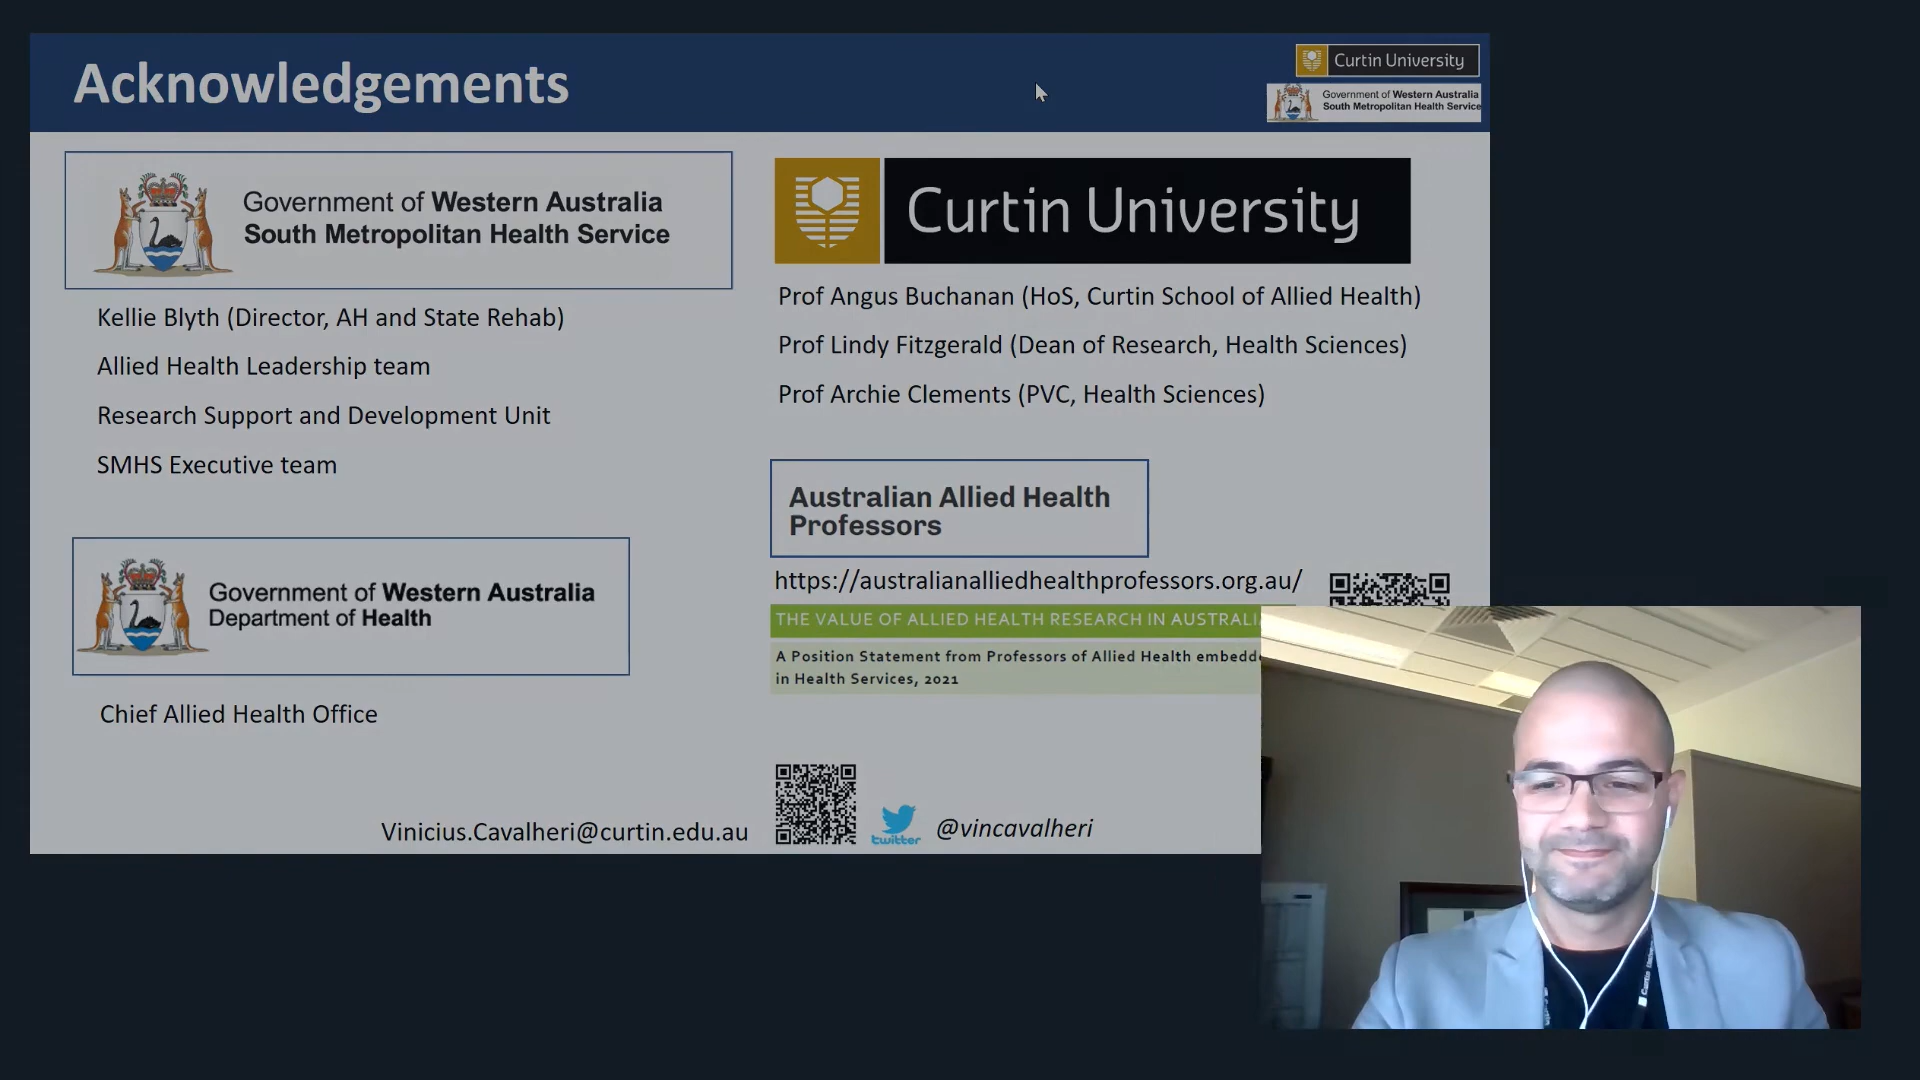 Acknowledgements
Curtin University
Government of Western Australia
South Metropolitan Health Service
Government of Western Australia
South Metropolitan Health Service
Kellie Blyth (Director, AH and State Rehab)
Allied Health Leadership team
Research Support and Development Unit
SMHS Executive team
Government of Western Australia
Department of Health
Chief Allied Health Office
Curtin University
Prof Angus Buchanan (HoS, Curtin School of Allied Health)
Prof Lindy Fitzgerald (Dean of Research, Health Sciences)
Prof Archie Clements (PVC, Health Sciences)
Australian Allied Health
Professors
https://australianalliedhealthprofessors.org.au/
THE VALUE OF ALLIED HEALTH RESEARCH IN AUSTRALI
A Position Statement from Professors of Allied Health embedd
in Health Services, 2021
Vinicius.Cavalheri@curtin.edu.au
twitter
@vincavalheri
Curtin